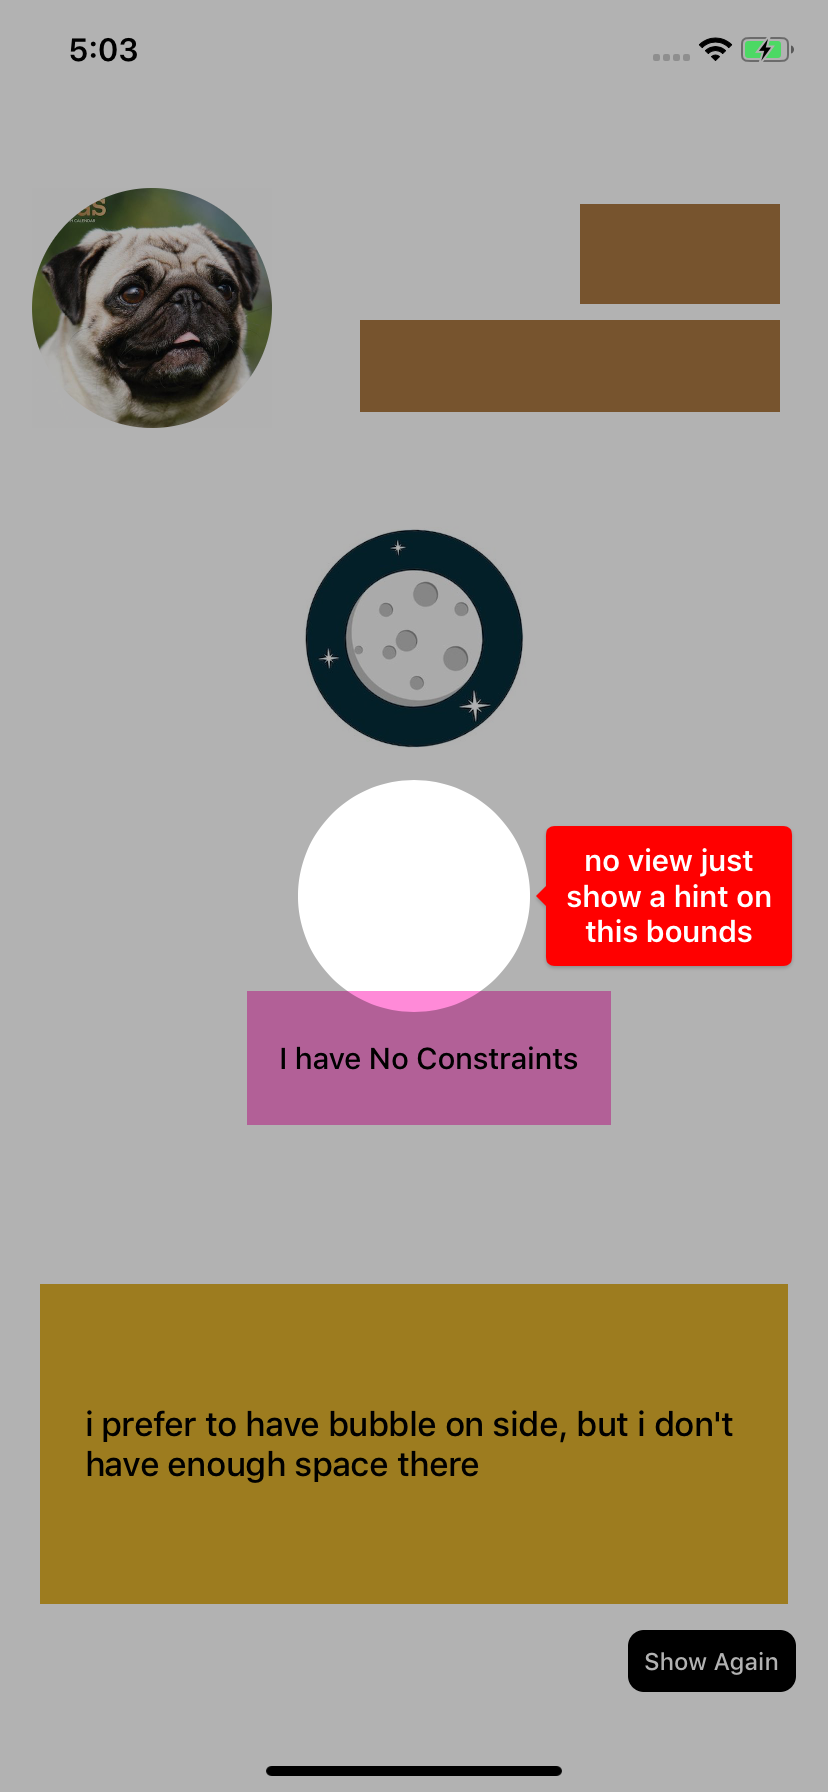 5:03
CALENDAR
no view just
show a hint on
this bounds
I have No Constraints
i prefer to have bubble on side, but i don't
have enough space there
Show Again